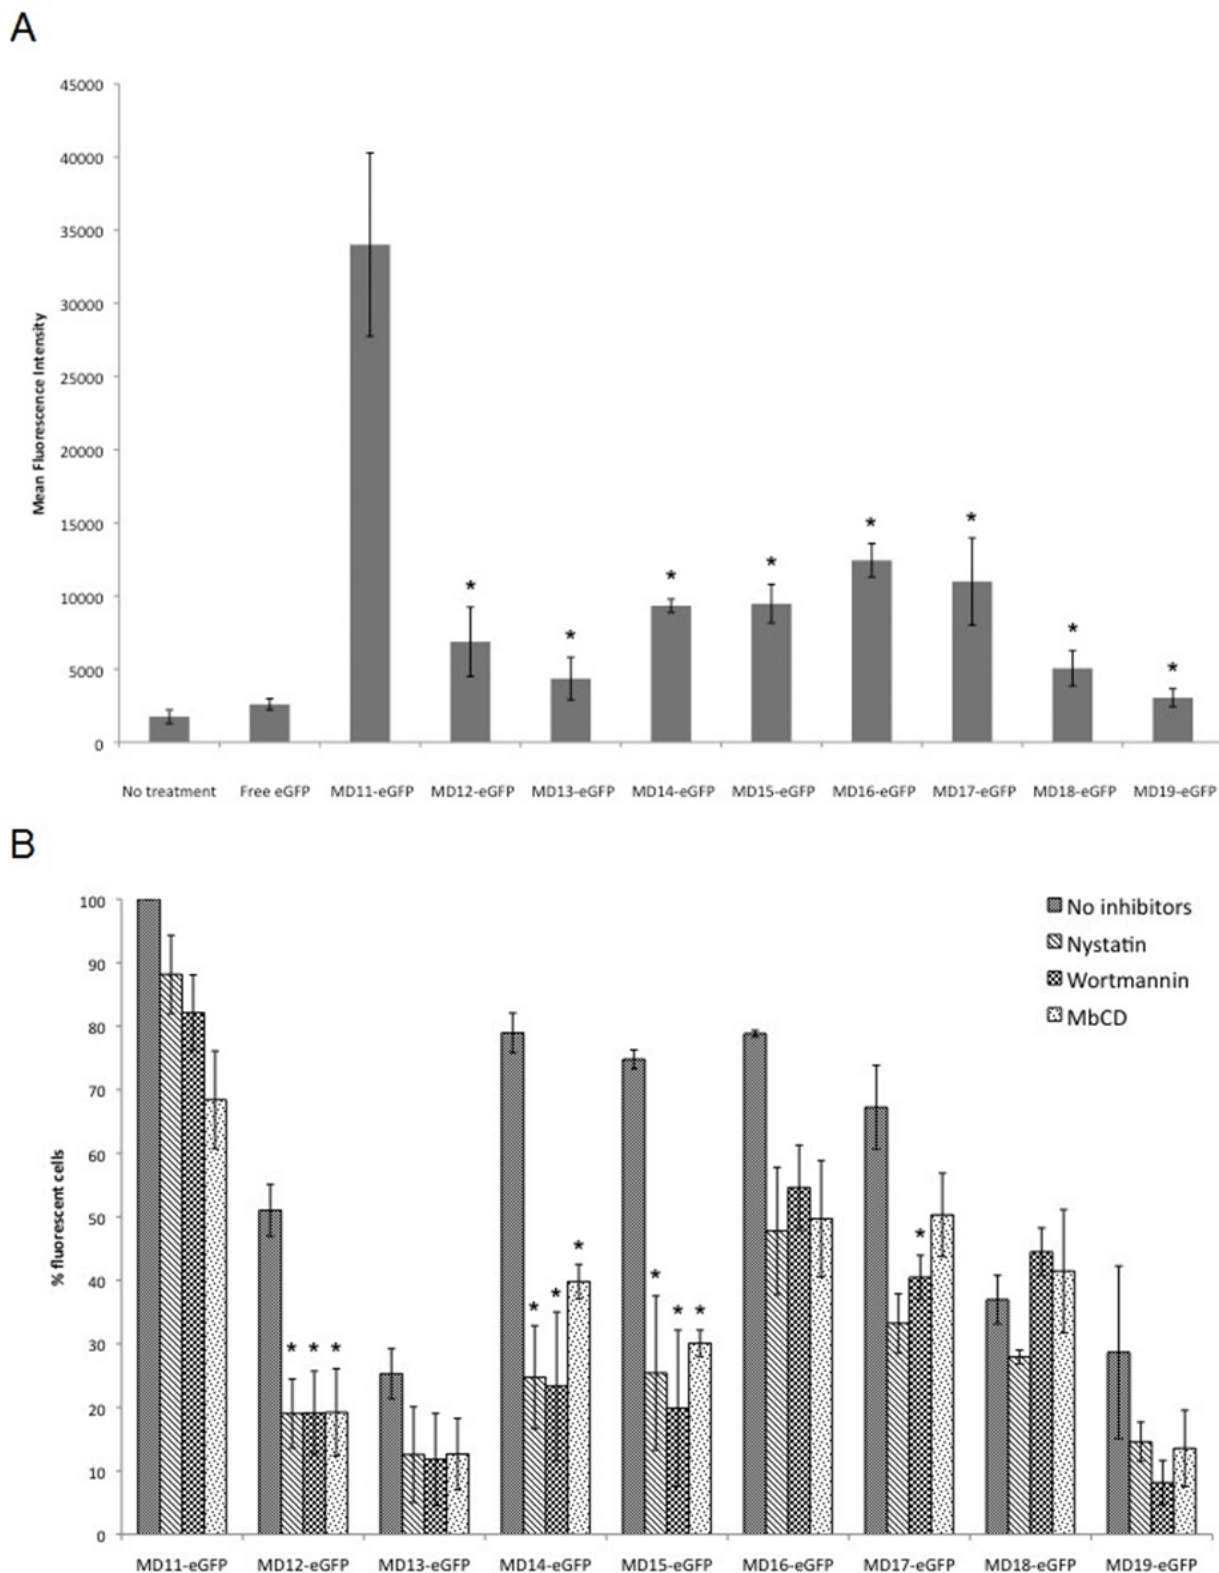 A
45000
40000
35000
30000
25000
20000
15000
10000
5000
0
Mean Fluorescence Intensity
* * * * * * * *
No treatment Free eGFP MD11-eGFP MD12-eGFP MD13-eGFP MD14-eGFP MD15-eGFP MD16-eGFP MD17-eGFP MD18-eGFP MD19-eGFP
B
100
90
80
70
60
50
40
30
20
10
0
% fluorescent cells
No inhibitors
Nystatin
Wortmannin
MbCD
* * * * * * * * * *
MD11-eGFP MD12-eGFP MD13-eGFP MD14-eGFP MD15-eGFP MD16-eGFP MD17-eGFP MD18-eGFP MD19-eGFP